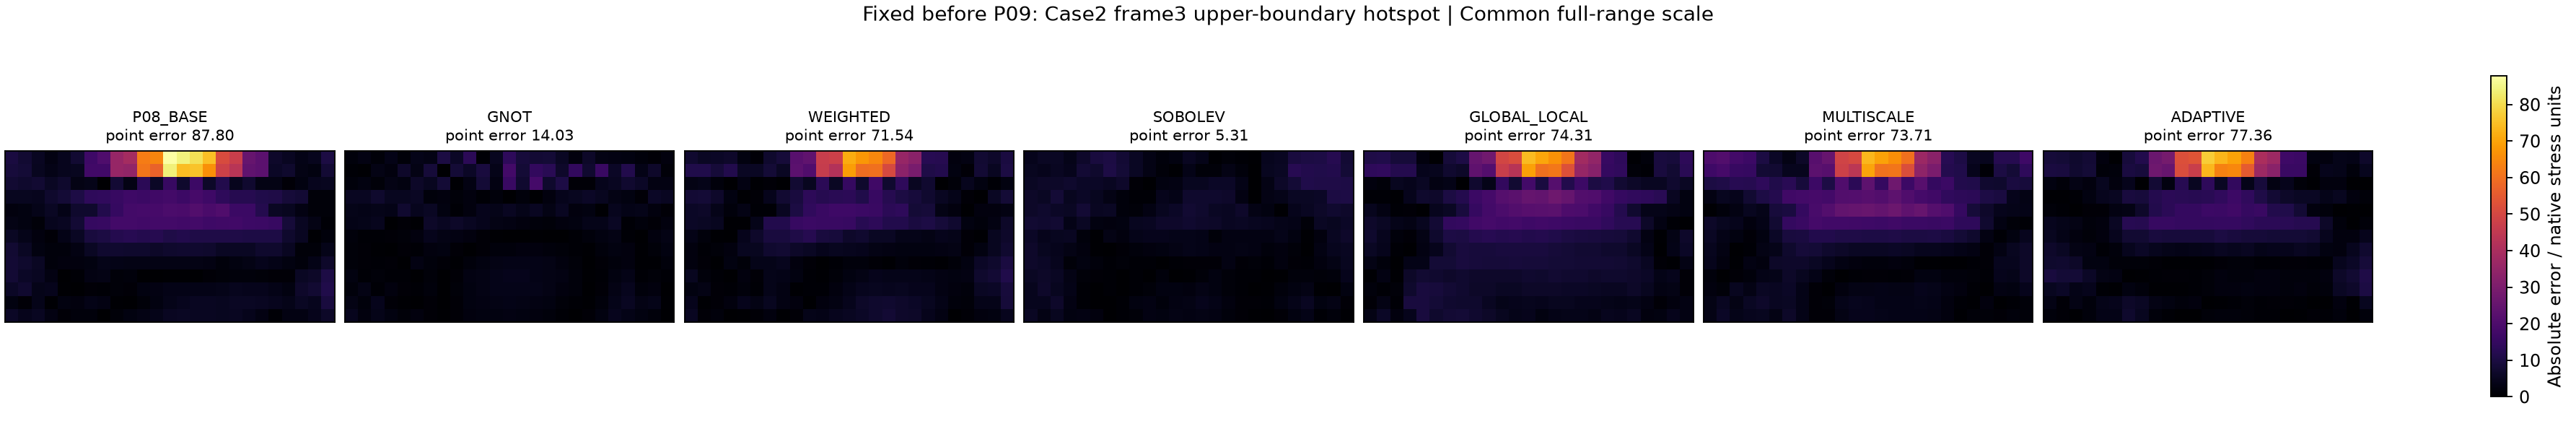 Fixed before P09: Case2 frame3 upper-boundary hotspot | Common full-range scale
P08_BASE
point error 87.80
GNOT
point error 14.03
WEIGHTED
point error 71.54
SOBOLEV
point error 5.31
GLOBAL_LOCAL
point error 74.31
MULTISCALE
point error 73.71
ADAPTIVE
point error 77.36
80
70
60
50
40
30
20
10
0
Absolute error / native stress units